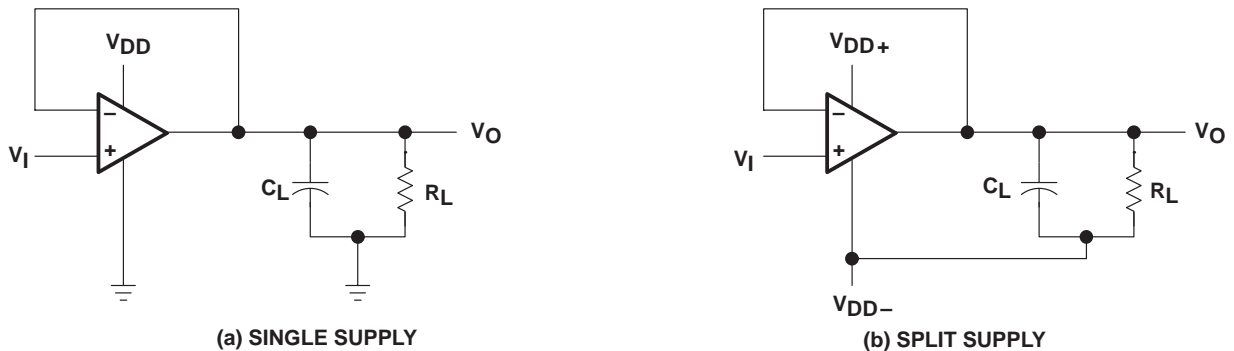 VDD
−
+
VI
VO
CL
RL
(a) SINGLE SUPPLY
VDD+
−
+
VI
VO
CL
RL
VDD−
(b) SPLIT SUPPLY